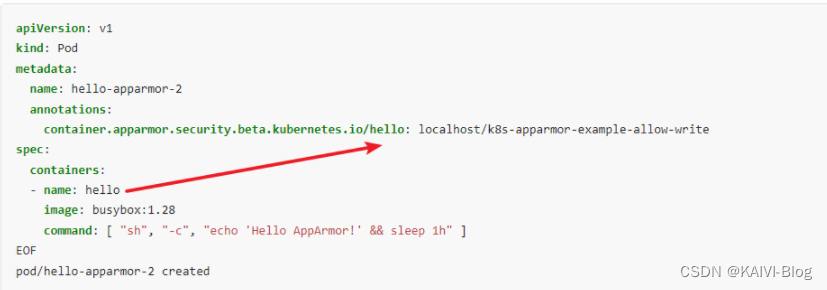 apiVersion: v1
kind: Pod
metadata:
  name: hello-apparmor-2
  annotations:
    container.apparmor.security.beta.kubernetes.io/hello: localhost/k8s-apparmor-example-allow-write
spec:
  containers:
  - name: hello
    image: busybox:1.28
    command: [ "sh", "-c", "echo 'Hello AppArmor!' && sleep 1h" ]
EOF
pod/hello-apparmor-2 created
CSDN @KAIVI-Blog